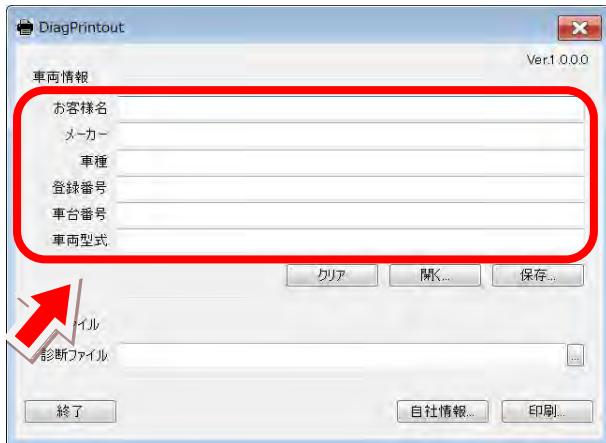 DiagPrintout
Ver.1.0.0.0
車両情報
お客様名
メーカー
車種
登録番号
車台番号
車両型式
クリア 開く... 保存...
イル
診断ファイル ...
終了 自社情報... 印刷...